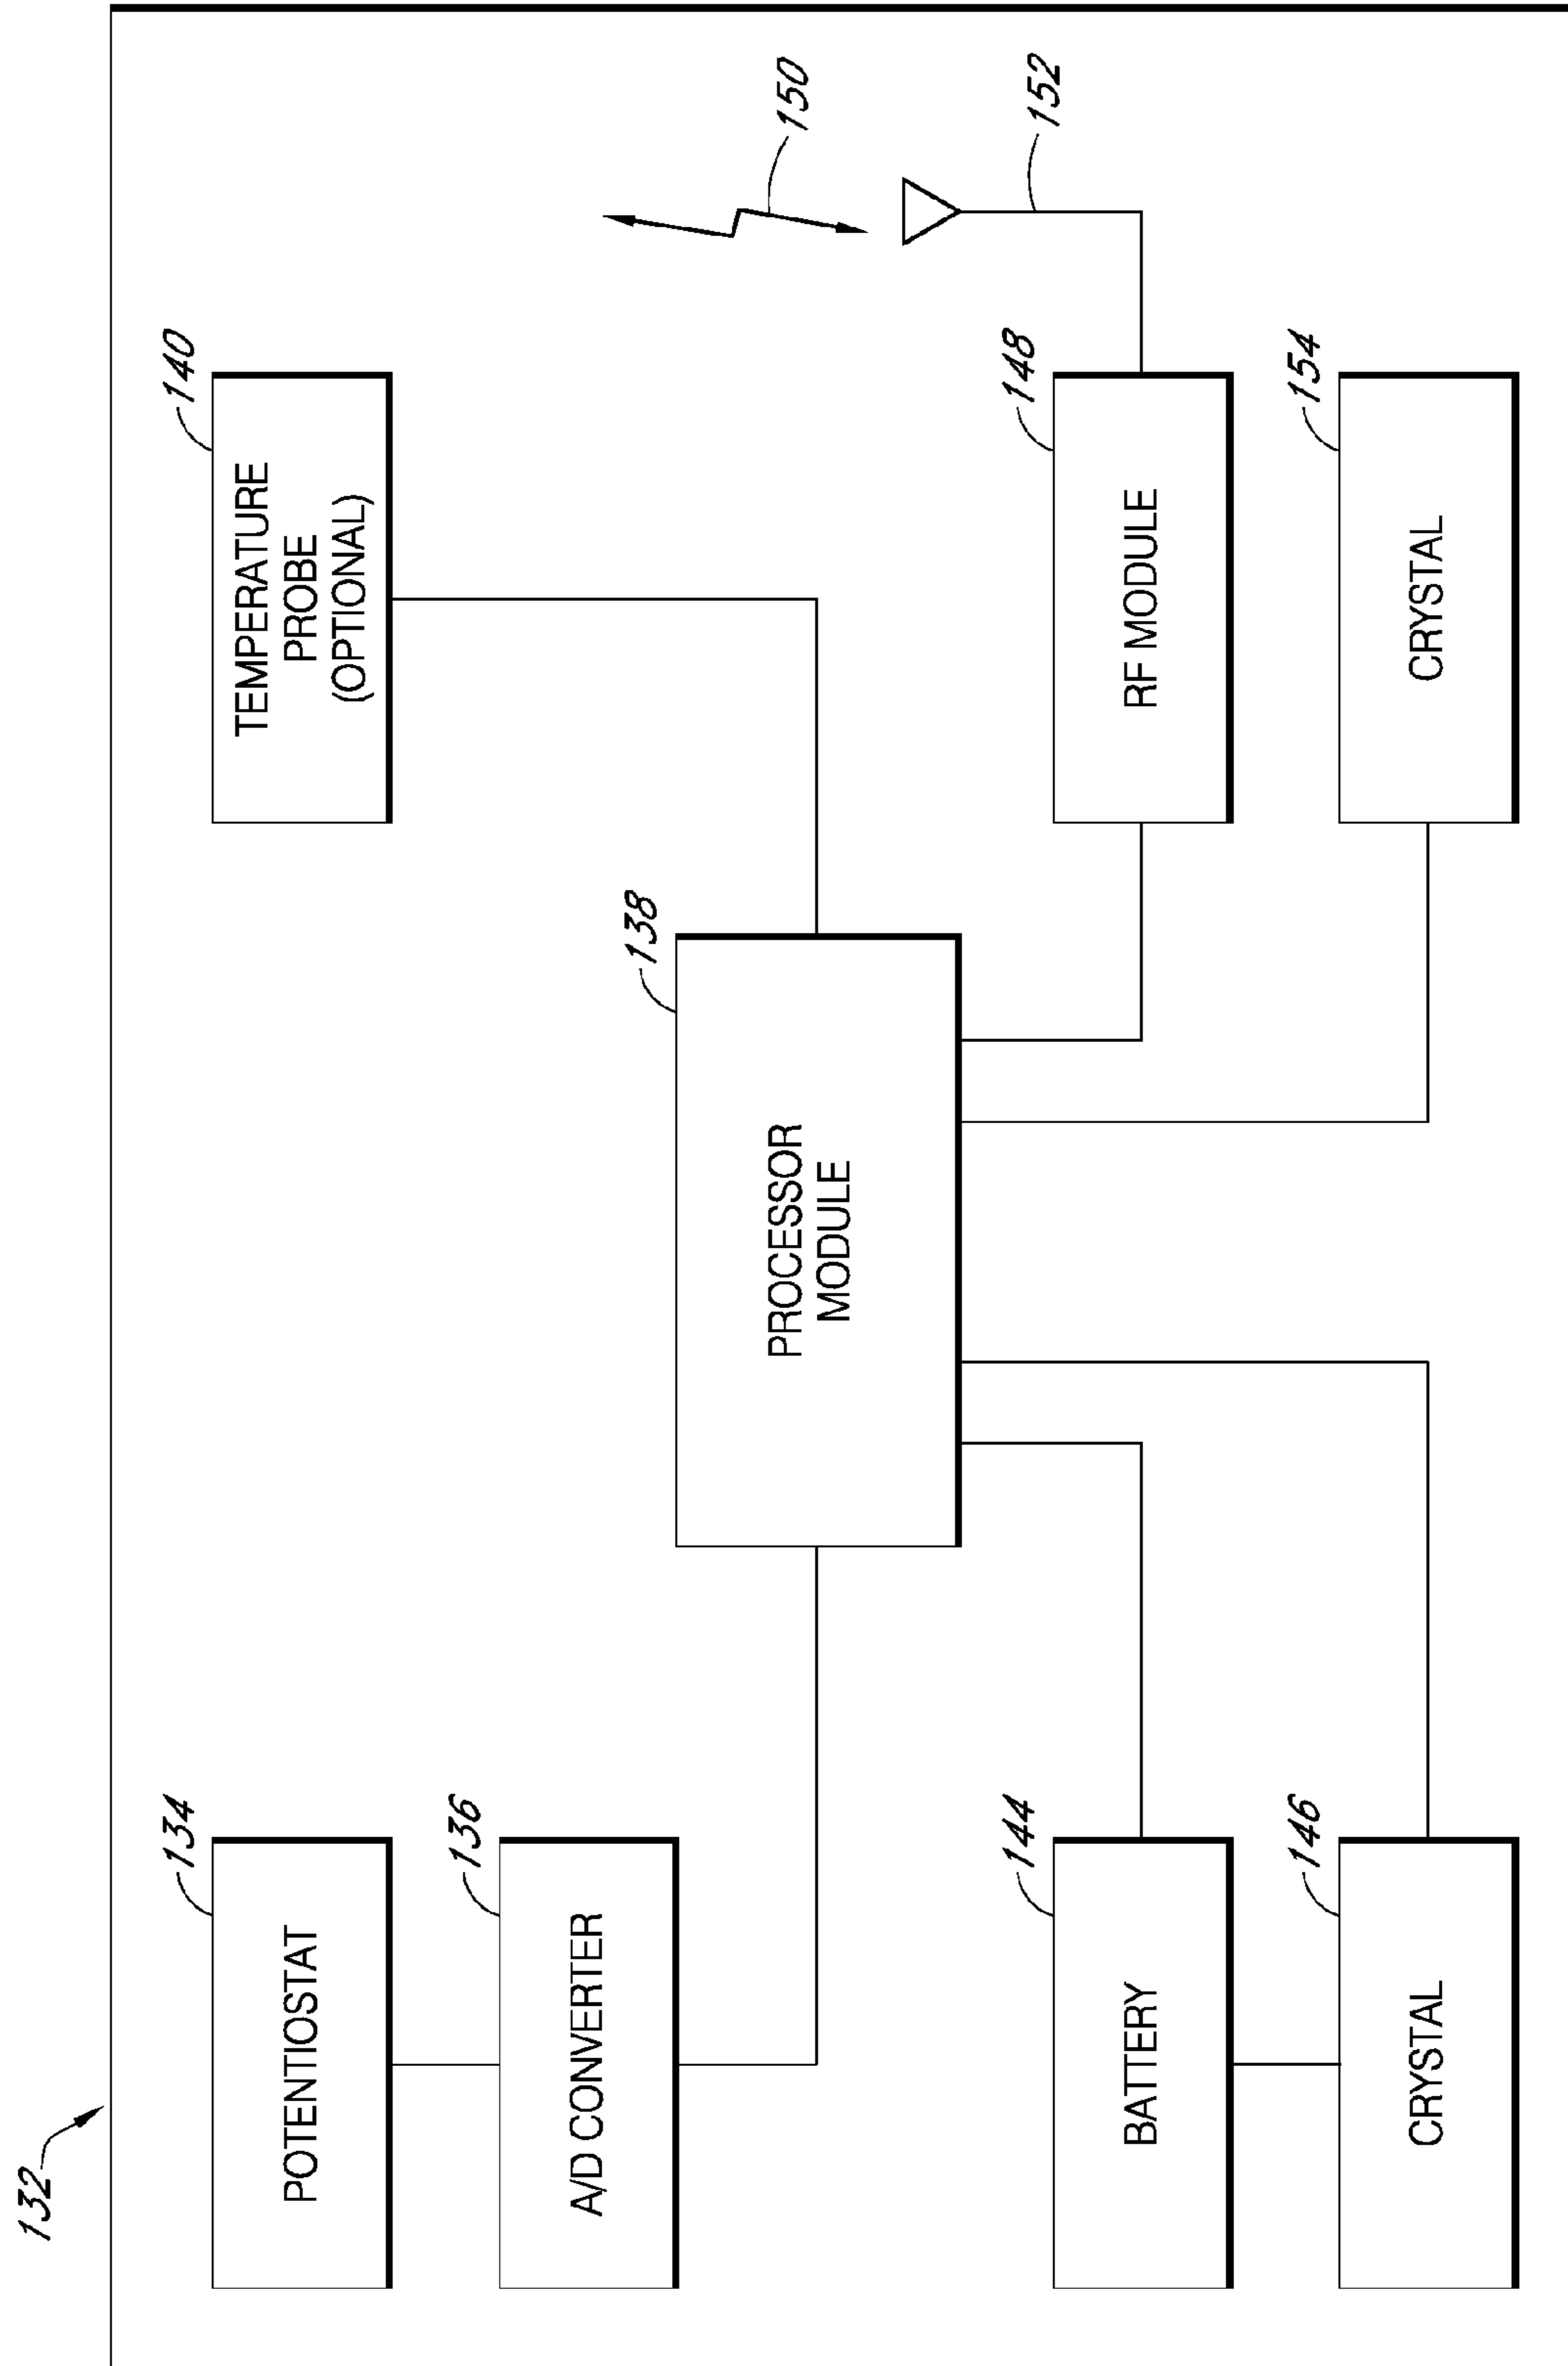 132
134
POTENTIOSTAT
136
A/D CONVERTER
138
PROCESSOR
MODULE
140
TEMPERATURE
PROBE
(OPTIONAL)
150
152
144
BATTERY
148
RF MODULE
146
CRYSTAL
154
CRYSTAL